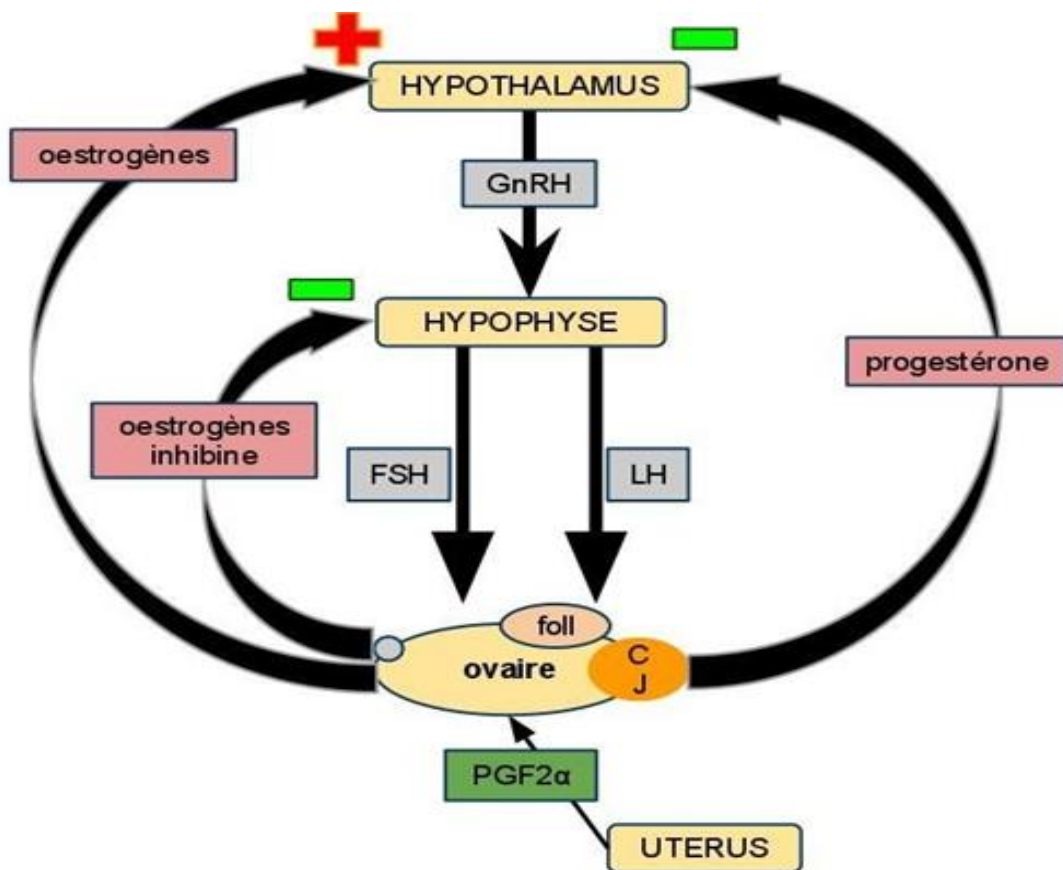 HYPOTHALAMUS
oestrogènes
GnRH
HYPOPHYSE
progestérone
oestrogènes
inhibine
FSH
LH
foll
ovaire
C
J
PGF2α
UTERUS